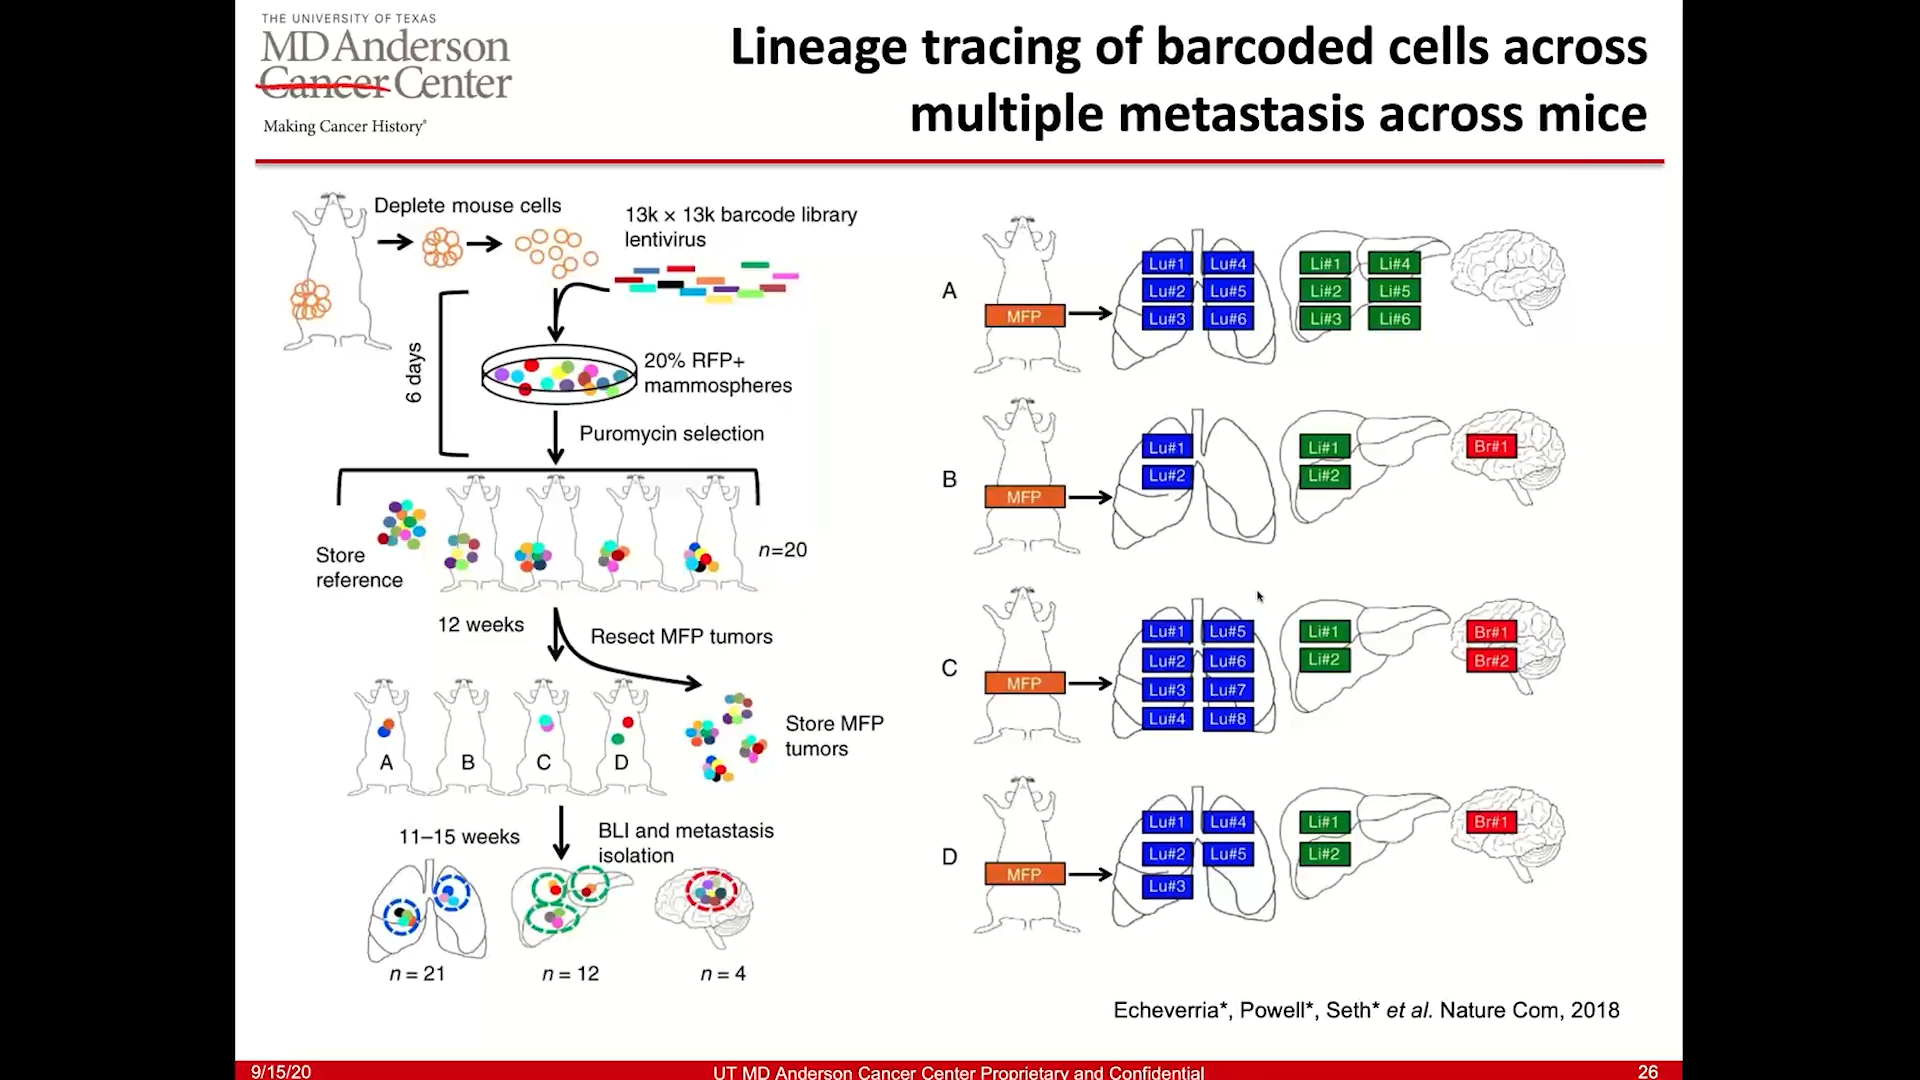 THE UNIVERSITY OF TEXAS
MD Anderson
Cancer Center
Making Cancer History®
Lineage tracing of barcoded cells across
multiple metastasis across mice
Deplete mouse cells
13k × 13k barcode library
lentivirus
6 days
20% RFP+
mammospheres
Puromycin selection
Store
reference
n=20
12 weeks
Resect MFP tumors
A
B
C
D
Store MFP
tumors
11–15 weeks
BLI and metastasis
isolation
n = 21
n = 12
n = 4
A
MFP
Lu#1 Lu#4
Lu#2 Lu#5
Lu#3 Lu#6
Li#1 Li#4
Li#2 Li#5
Li#3 Li#6
B
MFP
Lu#1
Lu#2
Li#1
Li#2
Br#1
C
MFP
Lu#1 Lu#5
Lu#2 Lu#6
Lu#3 Lu#7
Lu#4 Lu#8
Li#1
Li#2
Br#1
Br#2
D
MFP
Lu#1 Lu#4
Lu#2 Lu#5
Lu#3
Li#1
Li#2
Br#1
Echeverria*, Powell*, Seth* et al. Nature Com, 2018
9/15/20
UT MD Anderson Cancer Center Proprietary and Confidential
26